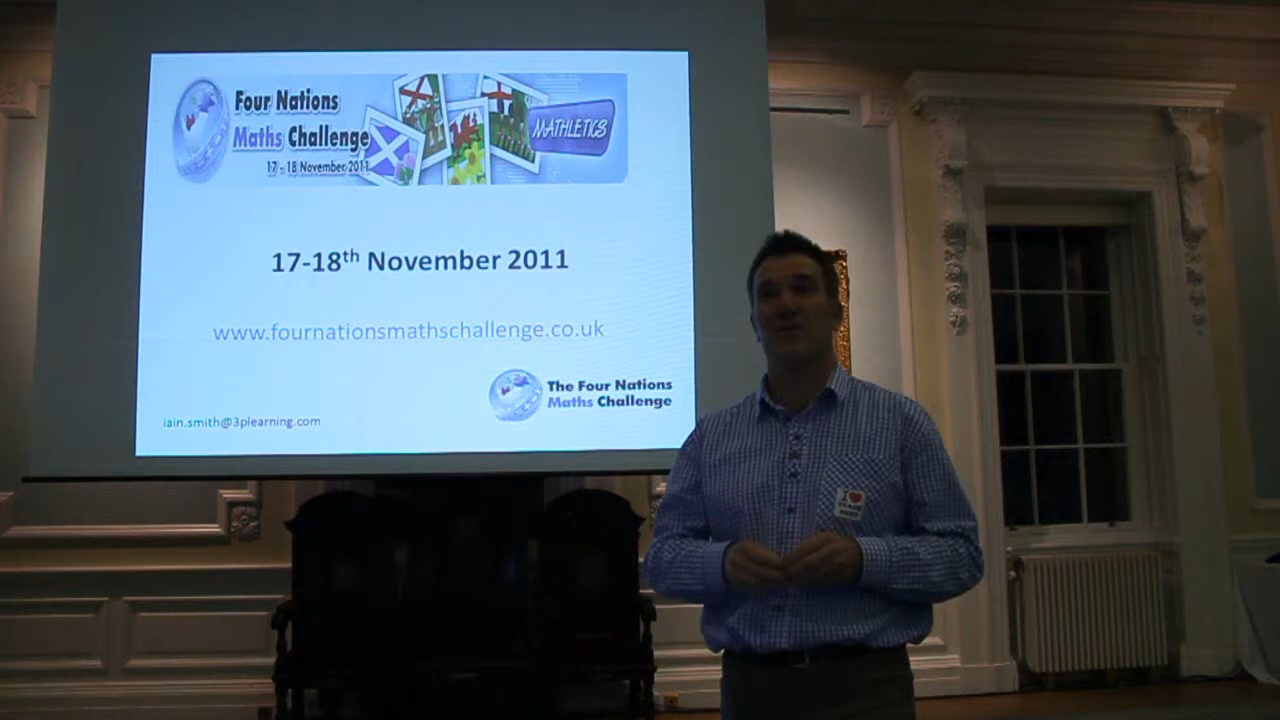 Four Nations
Maths Challenge
17 - 18 November 2011
MATHLETICS
17-18th November 2011
www.fournationsmathschallenge.co.uk
The Four Nations
Maths Challenge
iain.smith@3plearning.com
I